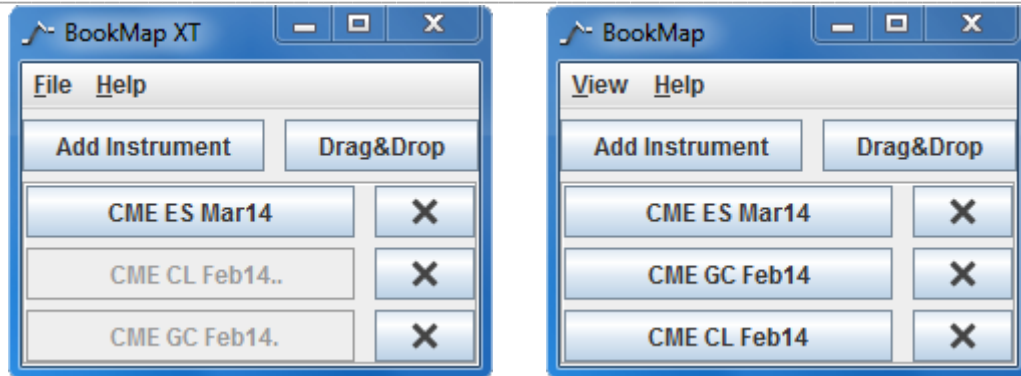 BookMap XT
File Help
Add Instrument Drag&Drop
CME ES Mar14
CME CL Feb14..
CME GC Feb14.
BookMap
View Help
Add Instrument Drag&Drop
CME ES Mar14
CME GC Feb14
CME CL Feb14